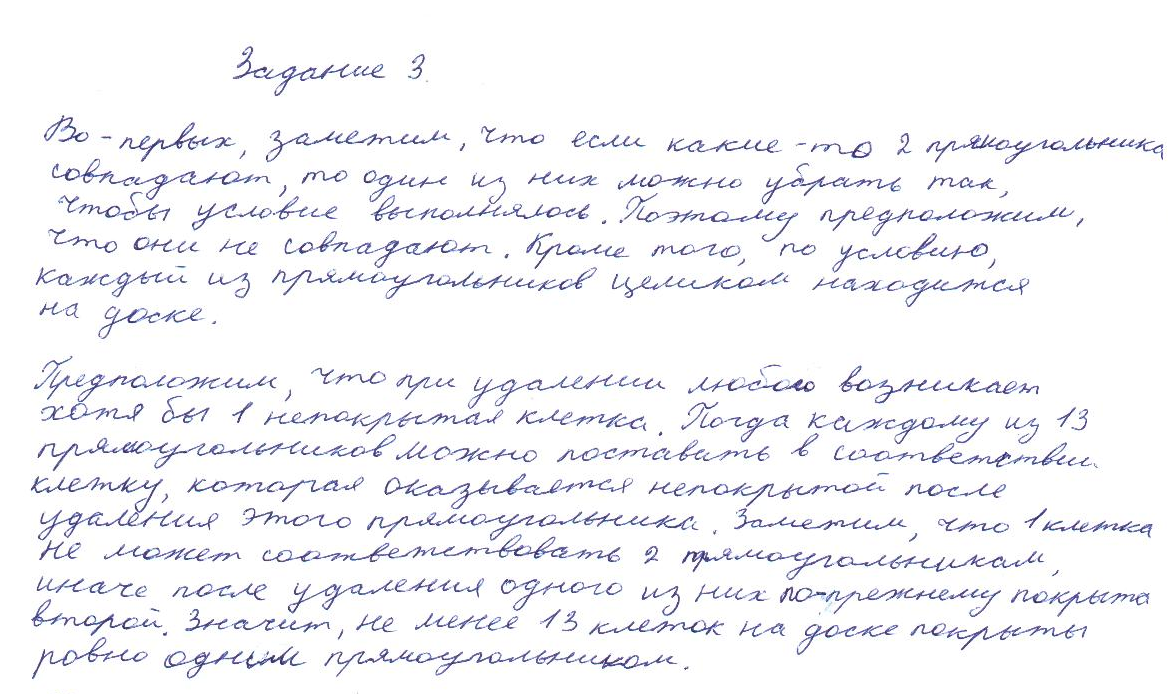 Задание 3.
Во-первых, заметим, что если какие-то 2 прямоугольника
совпадают, то один из них можно убрать так,
чтобы условие выполнялось. Поэтому предположим,
что они не совпадают. Кроме того, по условию,
каждый из прямоугольников целиком находится
на доске.
Предположим, что при удалении любого возникает
хотя бы 1 непокрытая клетка. Тогда каждому из 13
прямоугольников можно поставить в соответствии
клетку, которая оказывается непокрытой после
удаления этого прямоугольника. Заметим, что 1 клетка
не может соответствовать 2 прямоугольникам,
иначе после удаления одного из них по-прежнему покрыта
второй. Значит, не менее 13 клеток на доске покрыты
ровно одним прямоугольником.